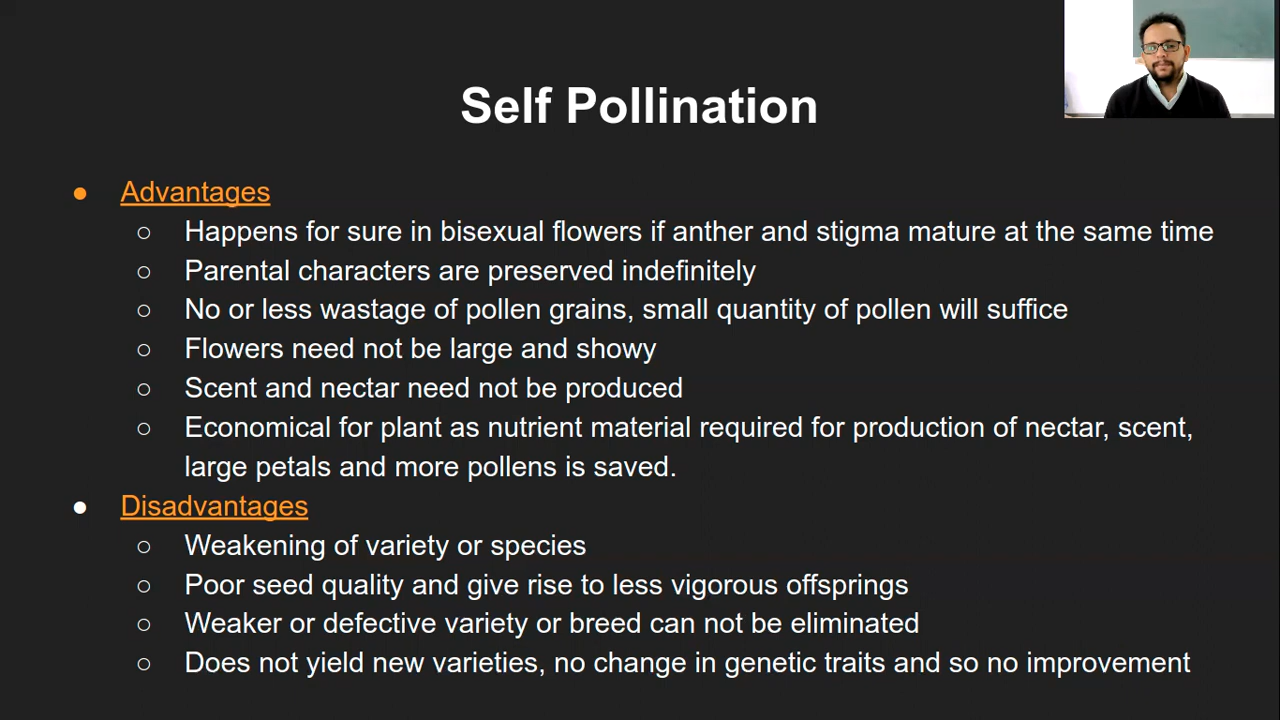 Self Pollination
● Advantages
○ Happens for sure in bisexual flowers if anther and stigma mature at the same time
○ Parental characters are preserved indefinitely
○ No or less wastage of pollen grains, small quantity of pollen will suffice
○ Flowers need not be large and showy
○ Scent and nectar need not be produced
○ Economical for plant as nutrient material required for production of nectar, scent,
large petals and more pollens is saved.
● Disadvantages
○ Weakening of variety or species
○ Poor seed quality and give rise to less vigorous offsprings
○ Weaker or defective variety or breed can not be eliminated
○ Does not yield new varieties, no change in genetic traits and so no improvement